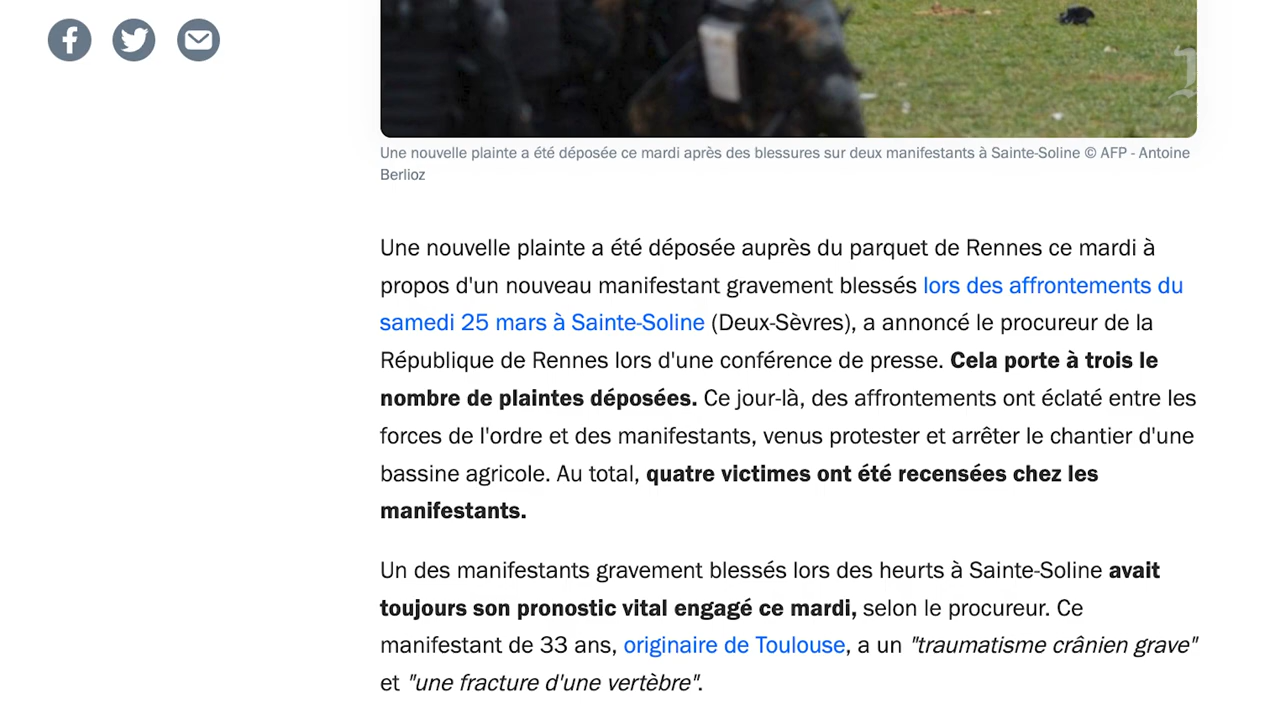 Une nouvelle plainte a été déposée ce mardi après des blessures sur deux manifestants à Sainte-Soline © AFP - Antoine
Berlioz
Une nouvelle plainte a été déposée auprès du parquet de Rennes ce mardi à
propos d'un nouveau manifestant gravement blessés lors des affrontements du
samedi 25 mars à Sainte-Soline (Deux-Sèvres), a annoncé le procureur de la
République de Rennes lors d'une conférence de presse. Cela porte à trois le
nombre de plaintes déposées. Ce jour-là, des affrontements ont éclaté entre les
forces de l'ordre et des manifestants, venus protester et arrêter le chantier d'une
bassine agricole. Au total, quatre victimes ont été recensées chez les
manifestants.
Un des manifestants gravement blessés lors des heurts à Sainte-Soline avait
toujours son pronostic vital engagé ce mardi, selon le procureur. Ce
manifestant de 33 ans, originaire de Toulouse, a un "traumatisme crânien grave"
et "une fracture d'une vertèbre".